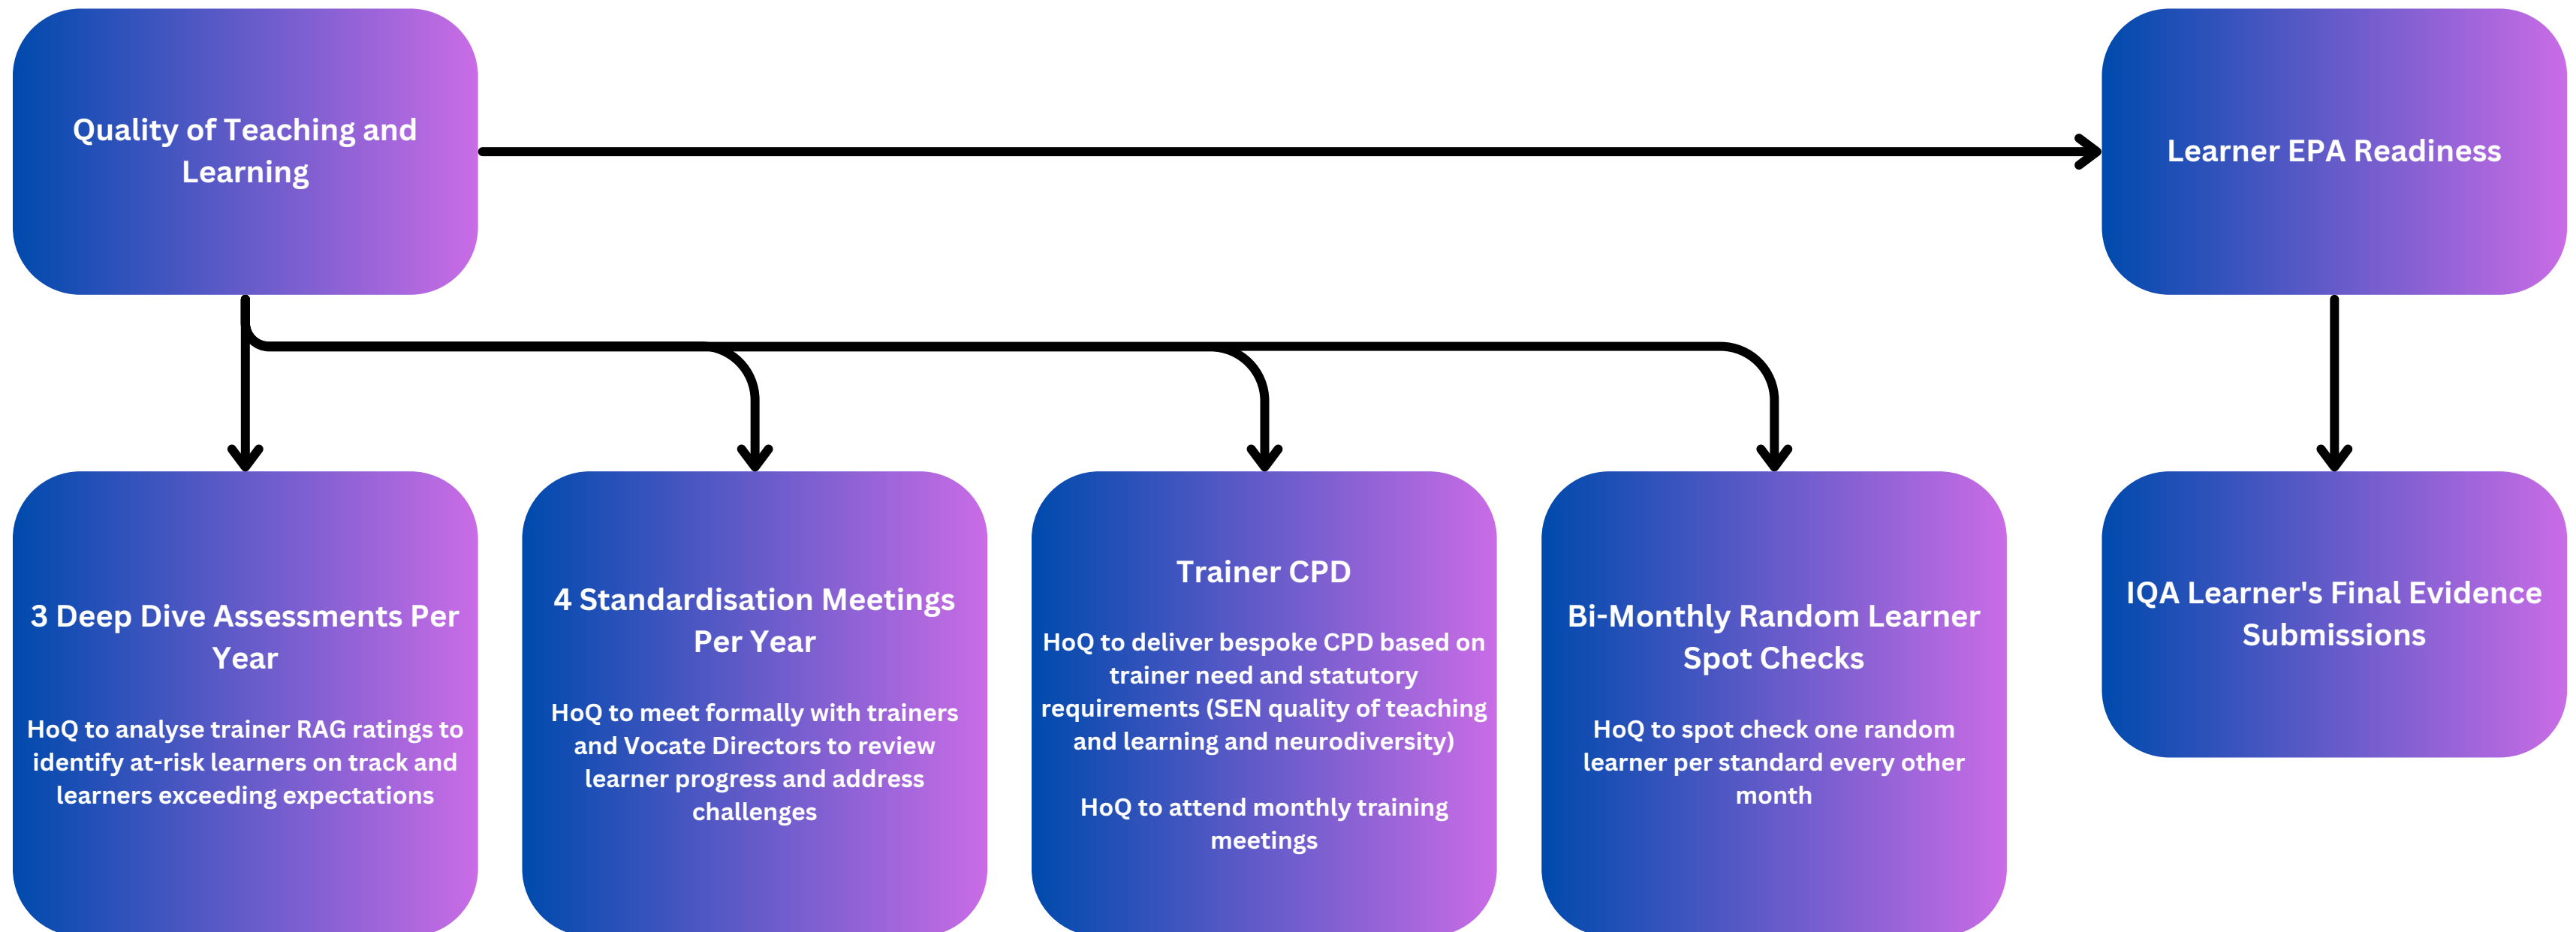 Quality of Teaching and
Learning
Learner EPA Readiness
3 Deep Dive Assessments Per
Year
HoQ to analyse trainer RAG ratings to
identify at-risk learners on track and
learners exceeding expectations
4 Standardisation Meetings
Per Year
HoQ to meet formally with trainers
and Vocate Directors to review
learner progress and address
challenges
Trainer CPD
HoQ to deliver bespoke CPD based on
trainer need and statutory
requirements (SEN quality of teaching
and learning and neurodiversity)
HoQ to attend monthly training
meetings
Bi-Monthly Random Learner
Spot Checks
HoQ to spot check one random
learner per standard every other
month
IQA Learner's Final Evidence
Submissions